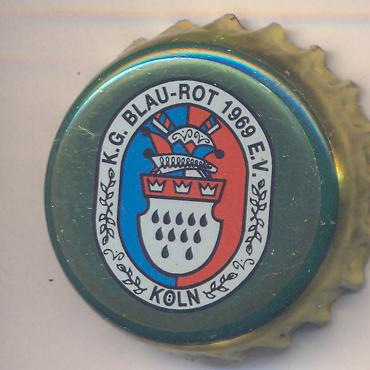 K.G. BLAU-ROT 1969 E.V.
KÖLN